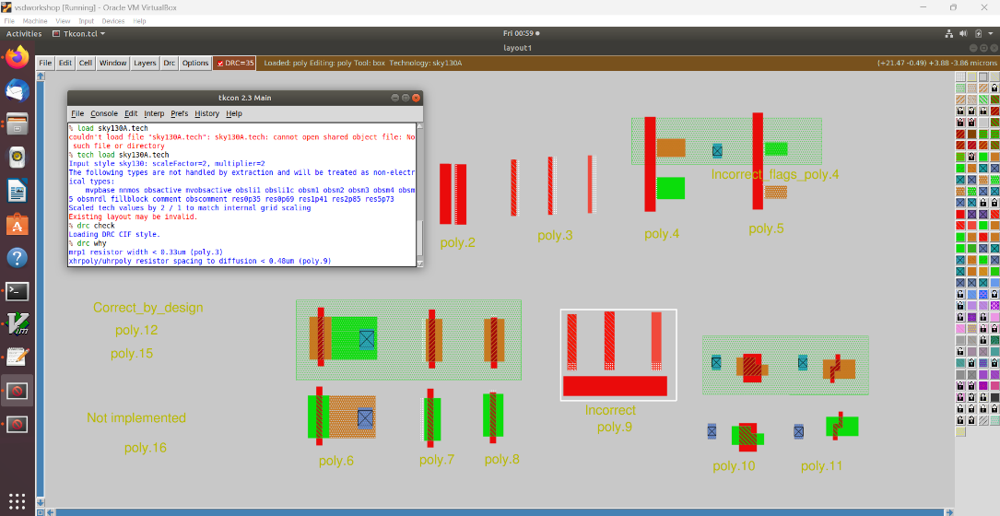 vsdworkshop [Running] - Oracle VM VirtualBox
File Machine View Input Devices Help
Activities Tkcon.tcl Fri 00:59
layout1
File Edit Cell Window Layers Drc Options DRC=35 Loaded: poly Editing: poly Tool: box Technology: sky130A (+21.47 -0.49) +3.88 -3.86 microns
tkcon 2.3 Main
File Console Edit Interp Prefs History Help
% load sky130A.tech
couldn't load file "sky130A.tech": sky130A.tech: cannot open shared object file: No
such file or directory
% tech load sky130A.tech
Input style sky130: scaleFactor=2, multiplier=2
The following types are not handled by extraction and will be treated as non-electr
ical types:
mvpbase nnmos obsactive mvobsactive obsli1 obsli1c obsm1 obsm2 obsm3 obsm4 obsm
5 obsmrdl fillblock comment obscomment res0p35 res0p69 res1p41 res2p85 res5p73
Scaled tech values by 2 / 1 to match internal grid scaling
Existing layout may be invalid.
% drc check
Loading DRC CIF style.
% drc why
mrp1 resistor width < 0.33um (poly.3)
xhrpoly/uhrpoly resistor spacing to diffusion < 0.48um (poly.9)
Incorrect_flags_poly.4
poly.2 poly.3 poly.4 poly.5
Correct_by_design
poly.12
poly.15
Not implemented
poly.16
Incorrect
poly.9
poly.6 poly.7 poly.8 poly.10 poly.11